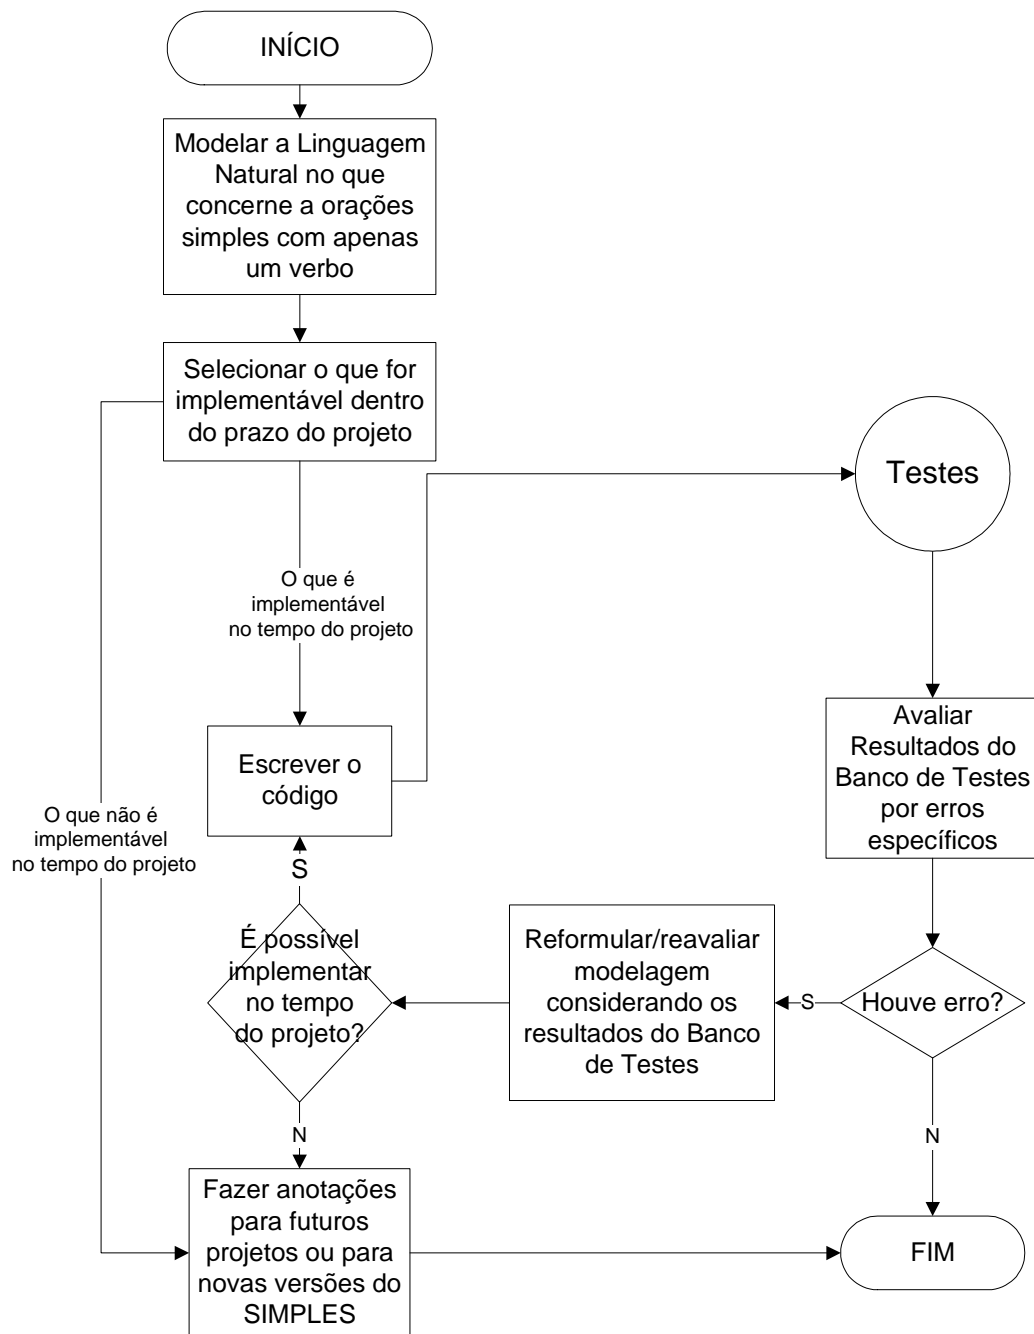 INÍCIO
Modelar a Linguagem
Natural no que
concerne a orações
simples com apenas
um verbo
Selecionar o que for
implementável dentro
do prazo do projeto
Testes
O que é
implementável
no tempo do projeto
Avaliar
Resultados do
Banco de Testes
por erros
específicos
Escrever o
código
O que não é
implementável
no tempo do projeto
S
É possível
implementar
no tempo
do projeto?
Reformular/reavaliar
modelagem
considerando os
resultados do Banco
de Testes
S
Houve erro?
N
N
Fazer anotações
para futuros
projetos ou para
novas versões do
SIMPLES
FIM